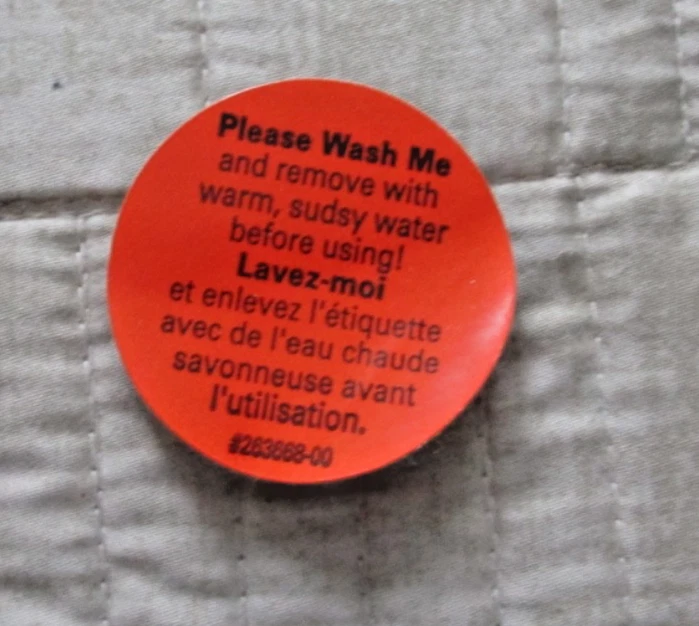 Please Wash Me
and remove with
warm, sudsy water
before using!
Lavez-moi
et enlevez l'étiquette
avec de l'eau chaude
savonneuse avant
l'utilisation.
#263668-00